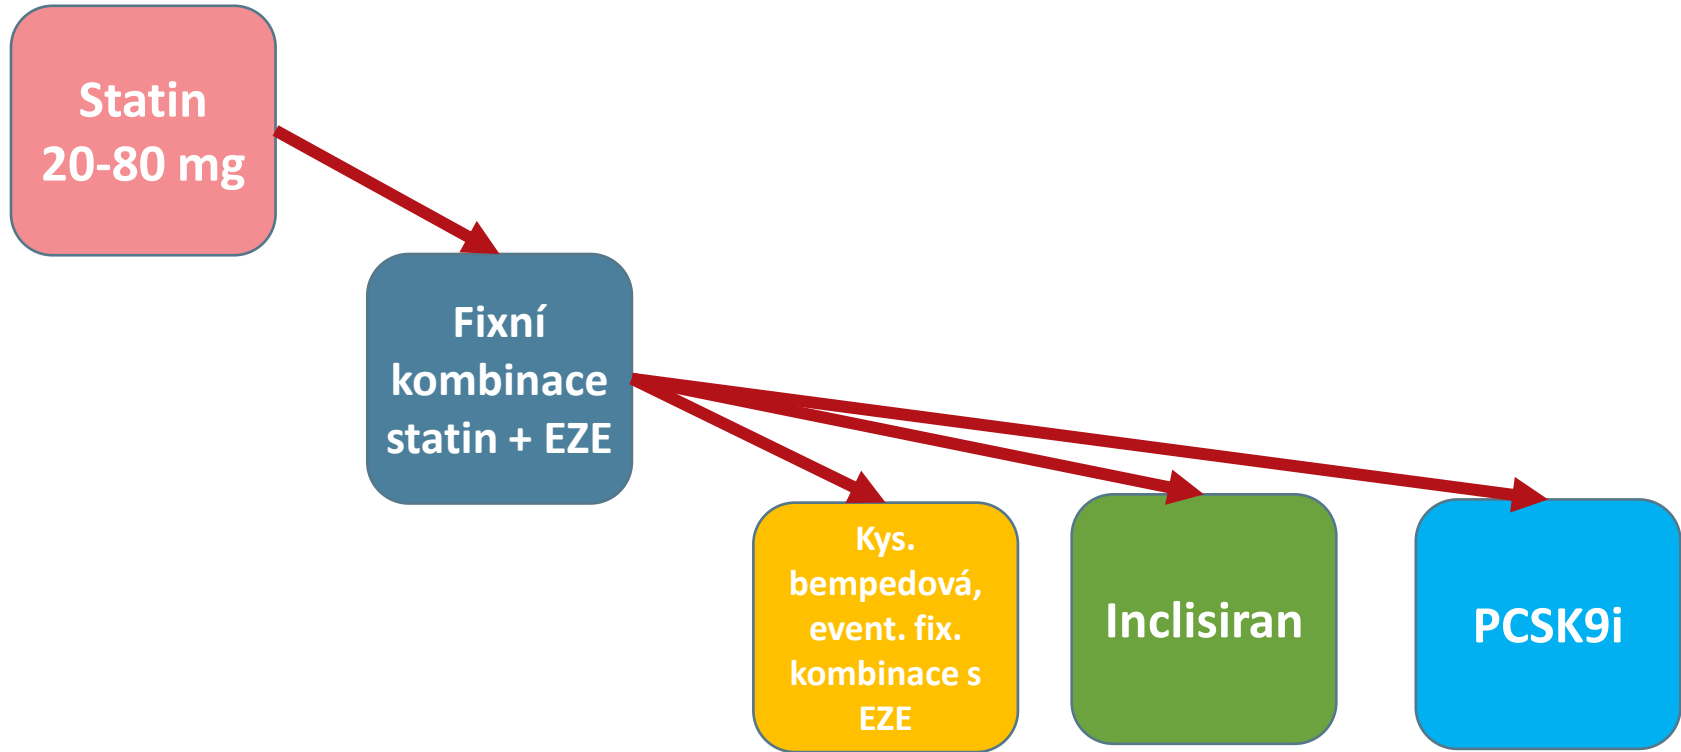 Statin
20-80 mg
Fixní
kombinace
statin + EZE
Kys.
bempedová,
event. fix.
kombinace s
EZE
Inclisiran
PCSK9i